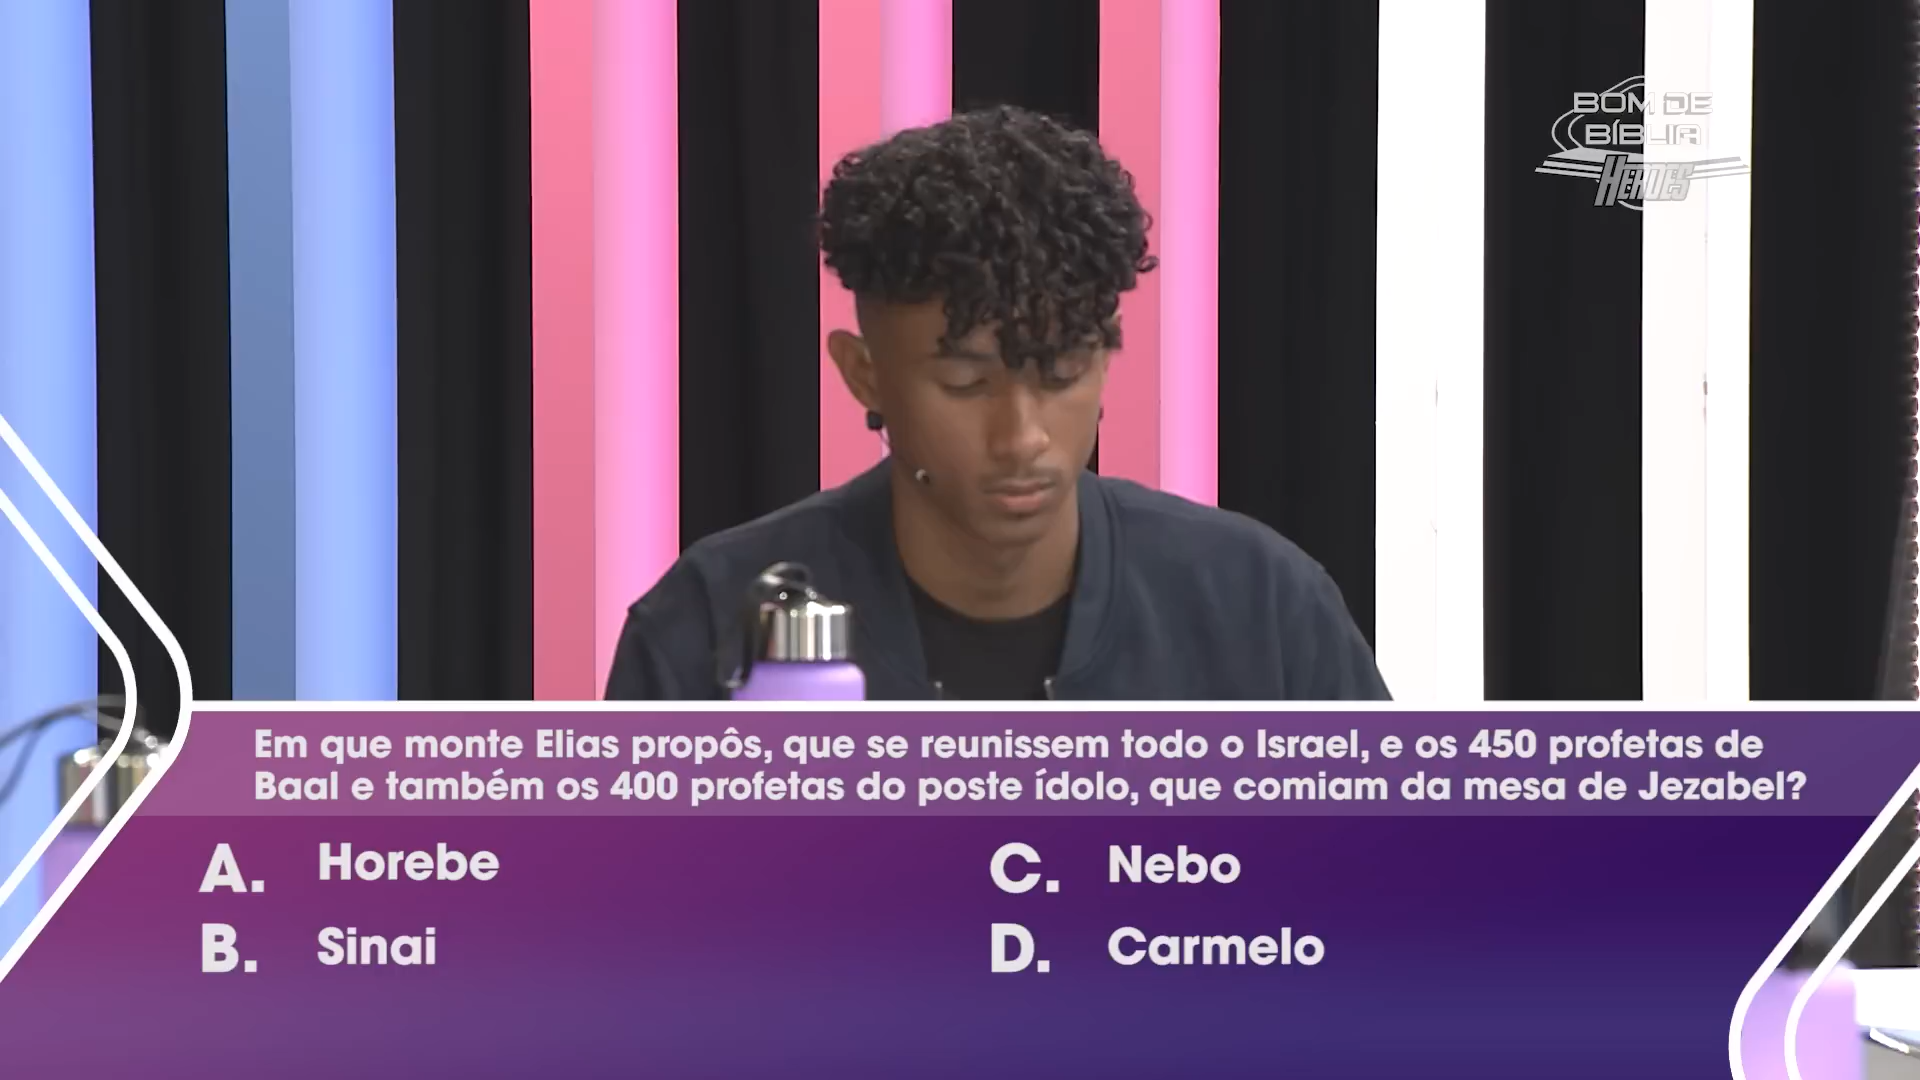 BOM DE
BÍBLIA
HEROES
Em que monte Elias propôs, que se reunissem todo o Israel, e os 450 profetas de
Baal e também os 400 profetas do poste ídolo, que comiam da mesa de Jezabel?
A. Horebe
B. Sinai
C. Nebo
D. Carmelo